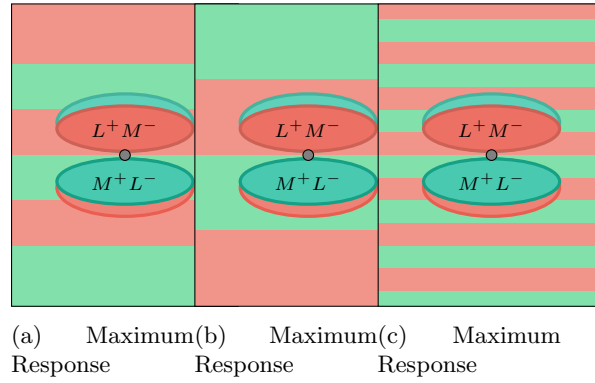 L⁺M⁻ L⁺M⁻ L⁺M⁻
M⁺L⁻ M⁺L⁻ M⁺L⁻
(a) Maximum Response
(b) Maximum Response
(c) Maximum Response